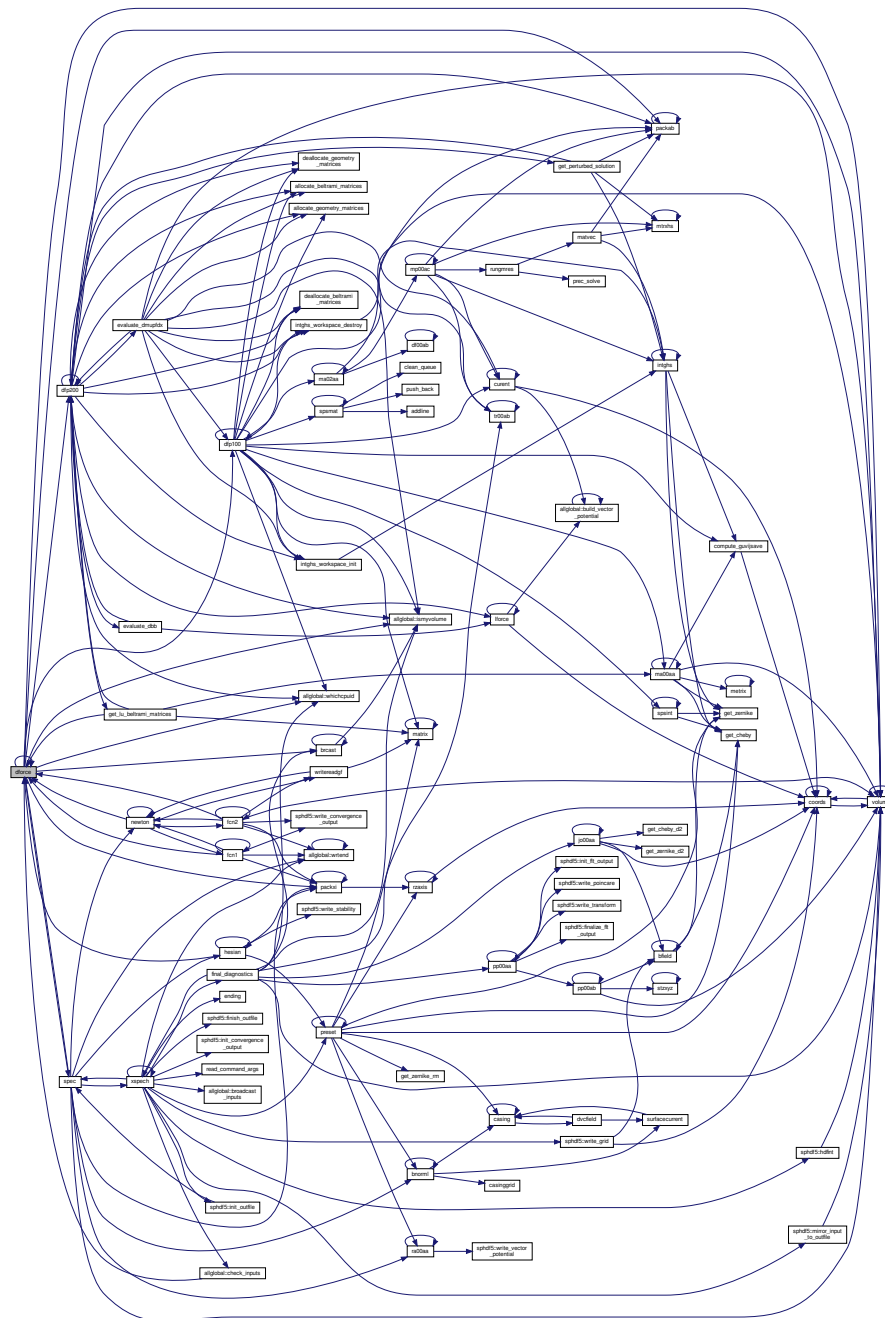 packab
deallocate_geometry
_matrices
get_perturbed_solution
allocate_beltrami_matrices
allocate_geometry_matrices
mtrxhs
matvec
mp00ac
rungmres
prec_solve
deallocate_beltrami
_matrices
evaluate_dmupfdx
intghs_workspace_destroy
df00ab
clean_queue
intghs
ma02aa
curent
push_back
dfp200
spsmat
addline
tr00ab
dfp100
allglobal::build_vector
_potential
compute_guvijsave
intghs_workspace_init
allglobal::ismyvolume
lforce
evaluate_dbb
ma00aa
metrix
allglobal::whichcpuid
get_lu_beltrami_matrices
spsint
get_zernike
matrix
get_cheby
brcast
dforce
writereadgf
coords
volume
sphdf5::write_convergence
_output
newton
fcn2
get_cheby_d2
jo00aa
get_zernike_d2
fcn1
allglobal::wrtend
sphdf5::init_flt_output
packxi
rzaxis
sphdf5::write_poincare
sphdf5::write_transform
sphdf5::write_stability
sphdf5::finalize_flt
_output
hesian
bfield
pp00aa
final_diagnostics
pp00ab
stzxyz
ending
sphdf5::finish_outfile
preset
sphdf5::init_convergence
_output
read_command_args
get_zernike_rm
spec
xspech
allglobal::broadcast
_inputs
casing
dvcfield
surfacecurent
sphdf5::write_grid
sphdf5::hdfint
bnorml
casinggrid
sphdf5::init_outfile
sphdf5::mirror_input
_to_outfile
ra00aa
sphdf5::write_vector
_potential
allglobal::check_inputs